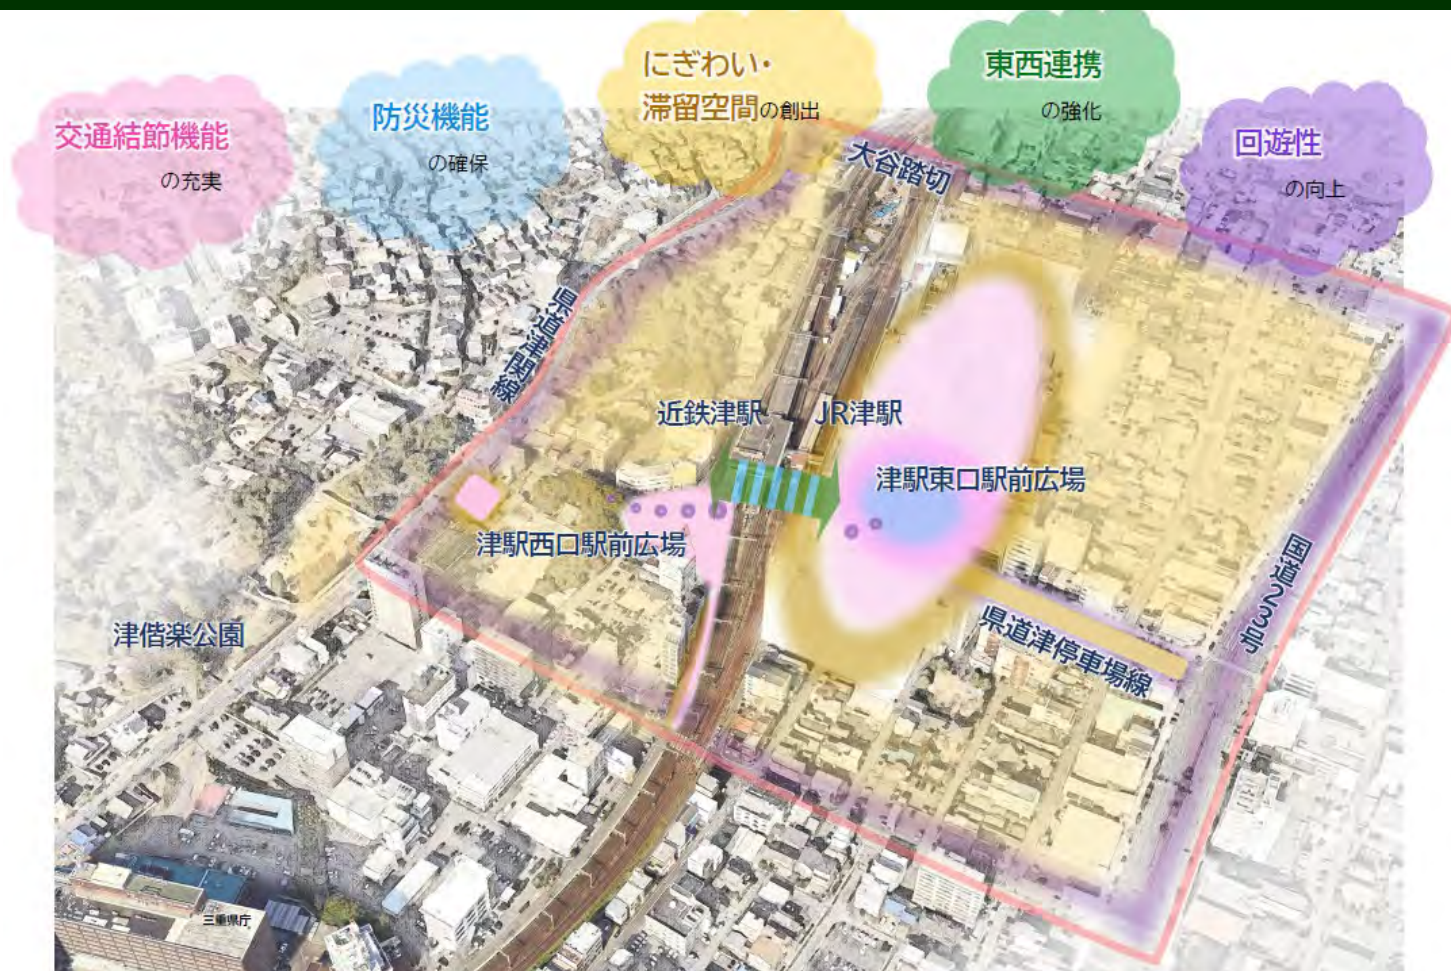 交通結節機能
の充実
防災機能
の確保
にぎわい・
滞留空間の創出
東西連携
の強化
回遊性
の向上
大谷踏切
県道津関線
近鉄津駅
JR津駅
津駅東口駅前広場
津駅西口駅前広場
国道23号
県道津停車場線
津偕楽公園
三重県庁